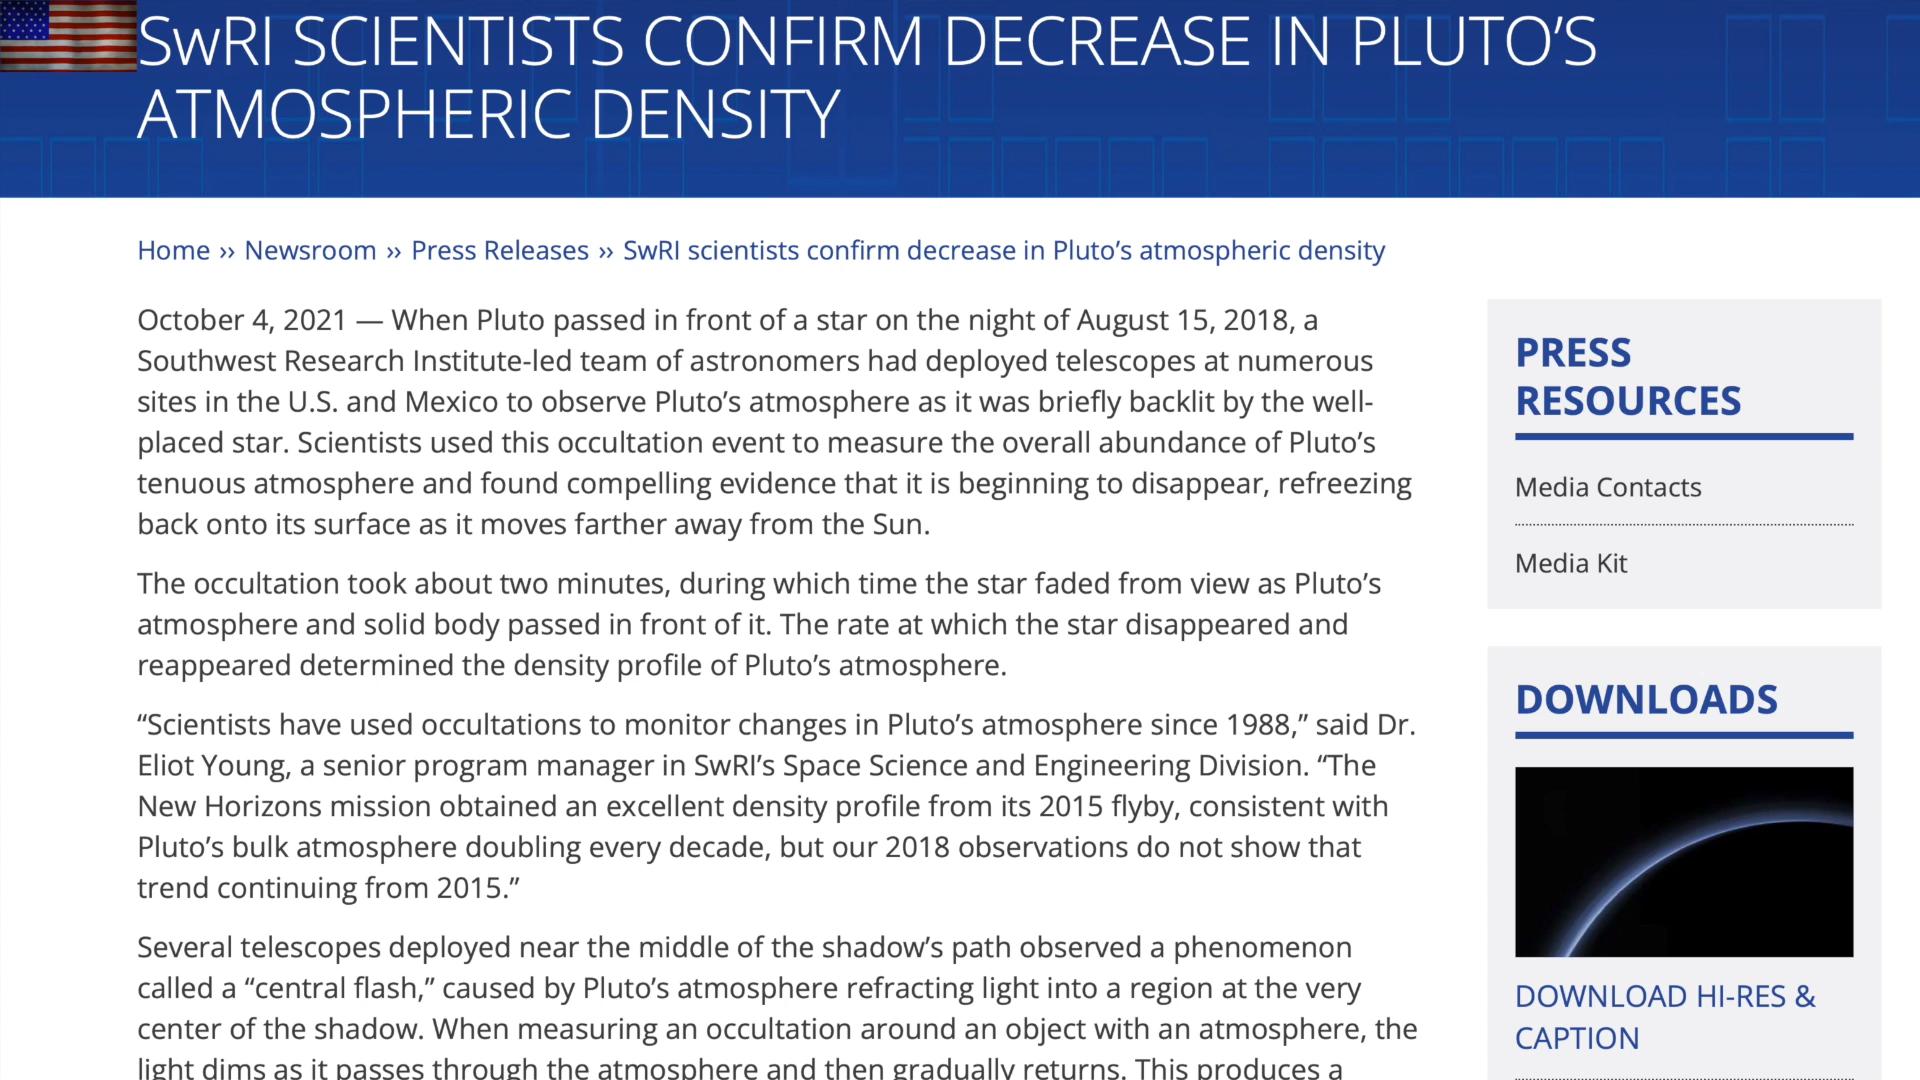 SwRI SCIENTISTS CONFIRM DECREASE IN PLUTO’S
ATMOSPHERIC DENSITY
Home ›› Newsroom ›› Press Releases ›› SwRI scientists confirm decrease in Pluto’s atmospheric density
October 4, 2021 — When Pluto passed in front of a star on the night of August 15, 2018, a
Southwest Research Institute-led team of astronomers had deployed telescopes at numerous
sites in the U.S. and Mexico to observe Pluto’s atmosphere as it was briefly backlit by the well-
placed star. Scientists used this occultation event to measure the overall abundance of Pluto’s
tenuous atmosphere and found compelling evidence that it is beginning to disappear, refreezing
back onto its surface as it moves farther away from the Sun.
The occultation took about two minutes, during which time the star faded from view as Pluto’s
atmosphere and solid body passed in front of it. The rate at which the star disappeared and
reappeared determined the density profile of Pluto’s atmosphere.
“Scientists have used occultations to monitor changes in Pluto’s atmosphere since 1988,” said Dr.
Eliot Young, a senior program manager in SwRI’s Space Science and Engineering Division. “The
New Horizons mission obtained an excellent density profile from its 2015 flyby, consistent with
Pluto’s bulk atmosphere doubling every decade, but our 2018 observations do not show that
trend continuing from 2015.”
Several telescopes deployed near the middle of the shadow’s path observed a phenomenon
called a “central flash,” caused by Pluto’s atmosphere refracting light into a region at the very
center of the shadow. When measuring an occultation around an object with an atmosphere, the
light dims as it passes through the atmosphere and then gradually returns. This produces a
PRESS
RESOURCES
Media Contacts
Media Kit
DOWNLOADS
DOWNLOAD HI-RES &
CAPTION